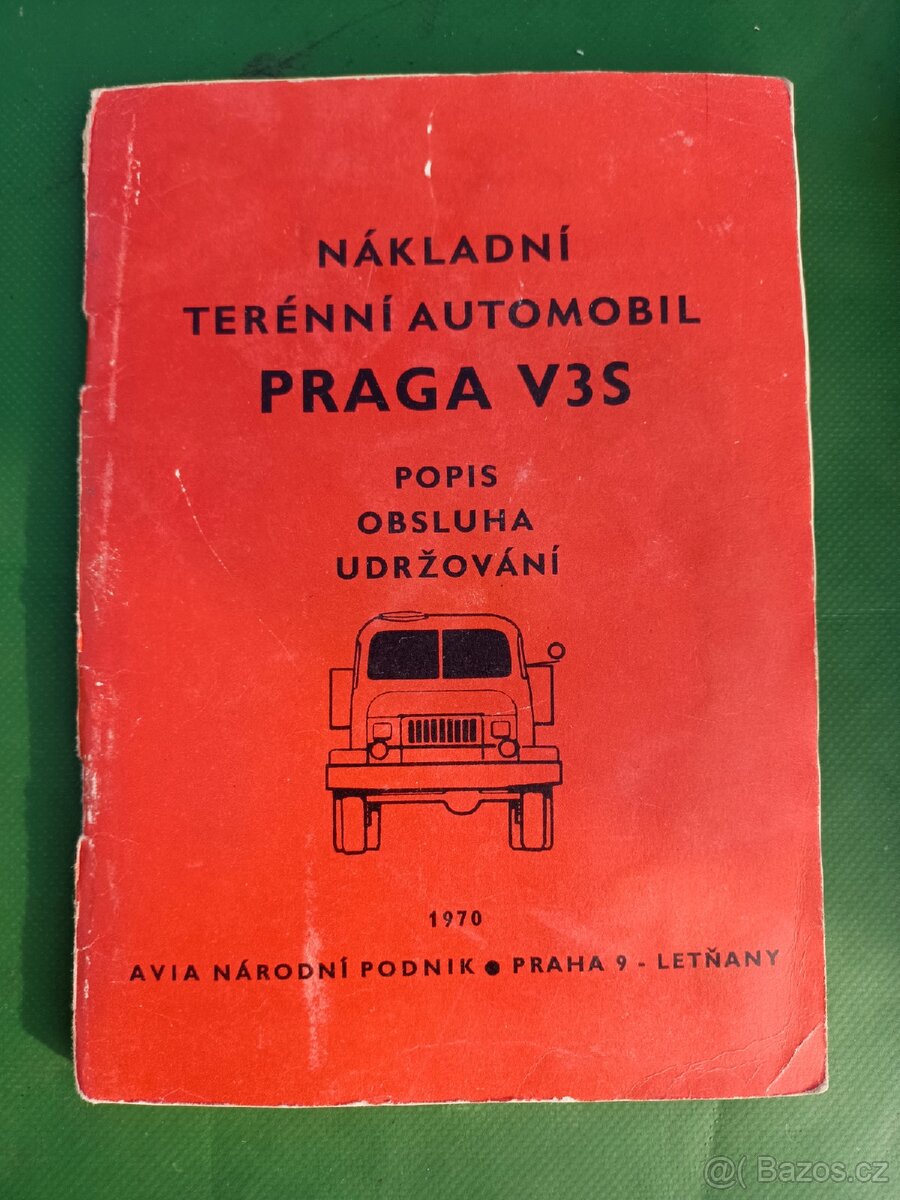 NÁKLADNÍ
TERÉNNÍ AUTOMOBIL
PRAGA V3S
POPIS
OBSLUHA
UDRŽOVÁNÍ
1970
AVIA NÁRODNÍ PODNIK ● PRAHA 9 - LETŇANY
@( Bazos.cz